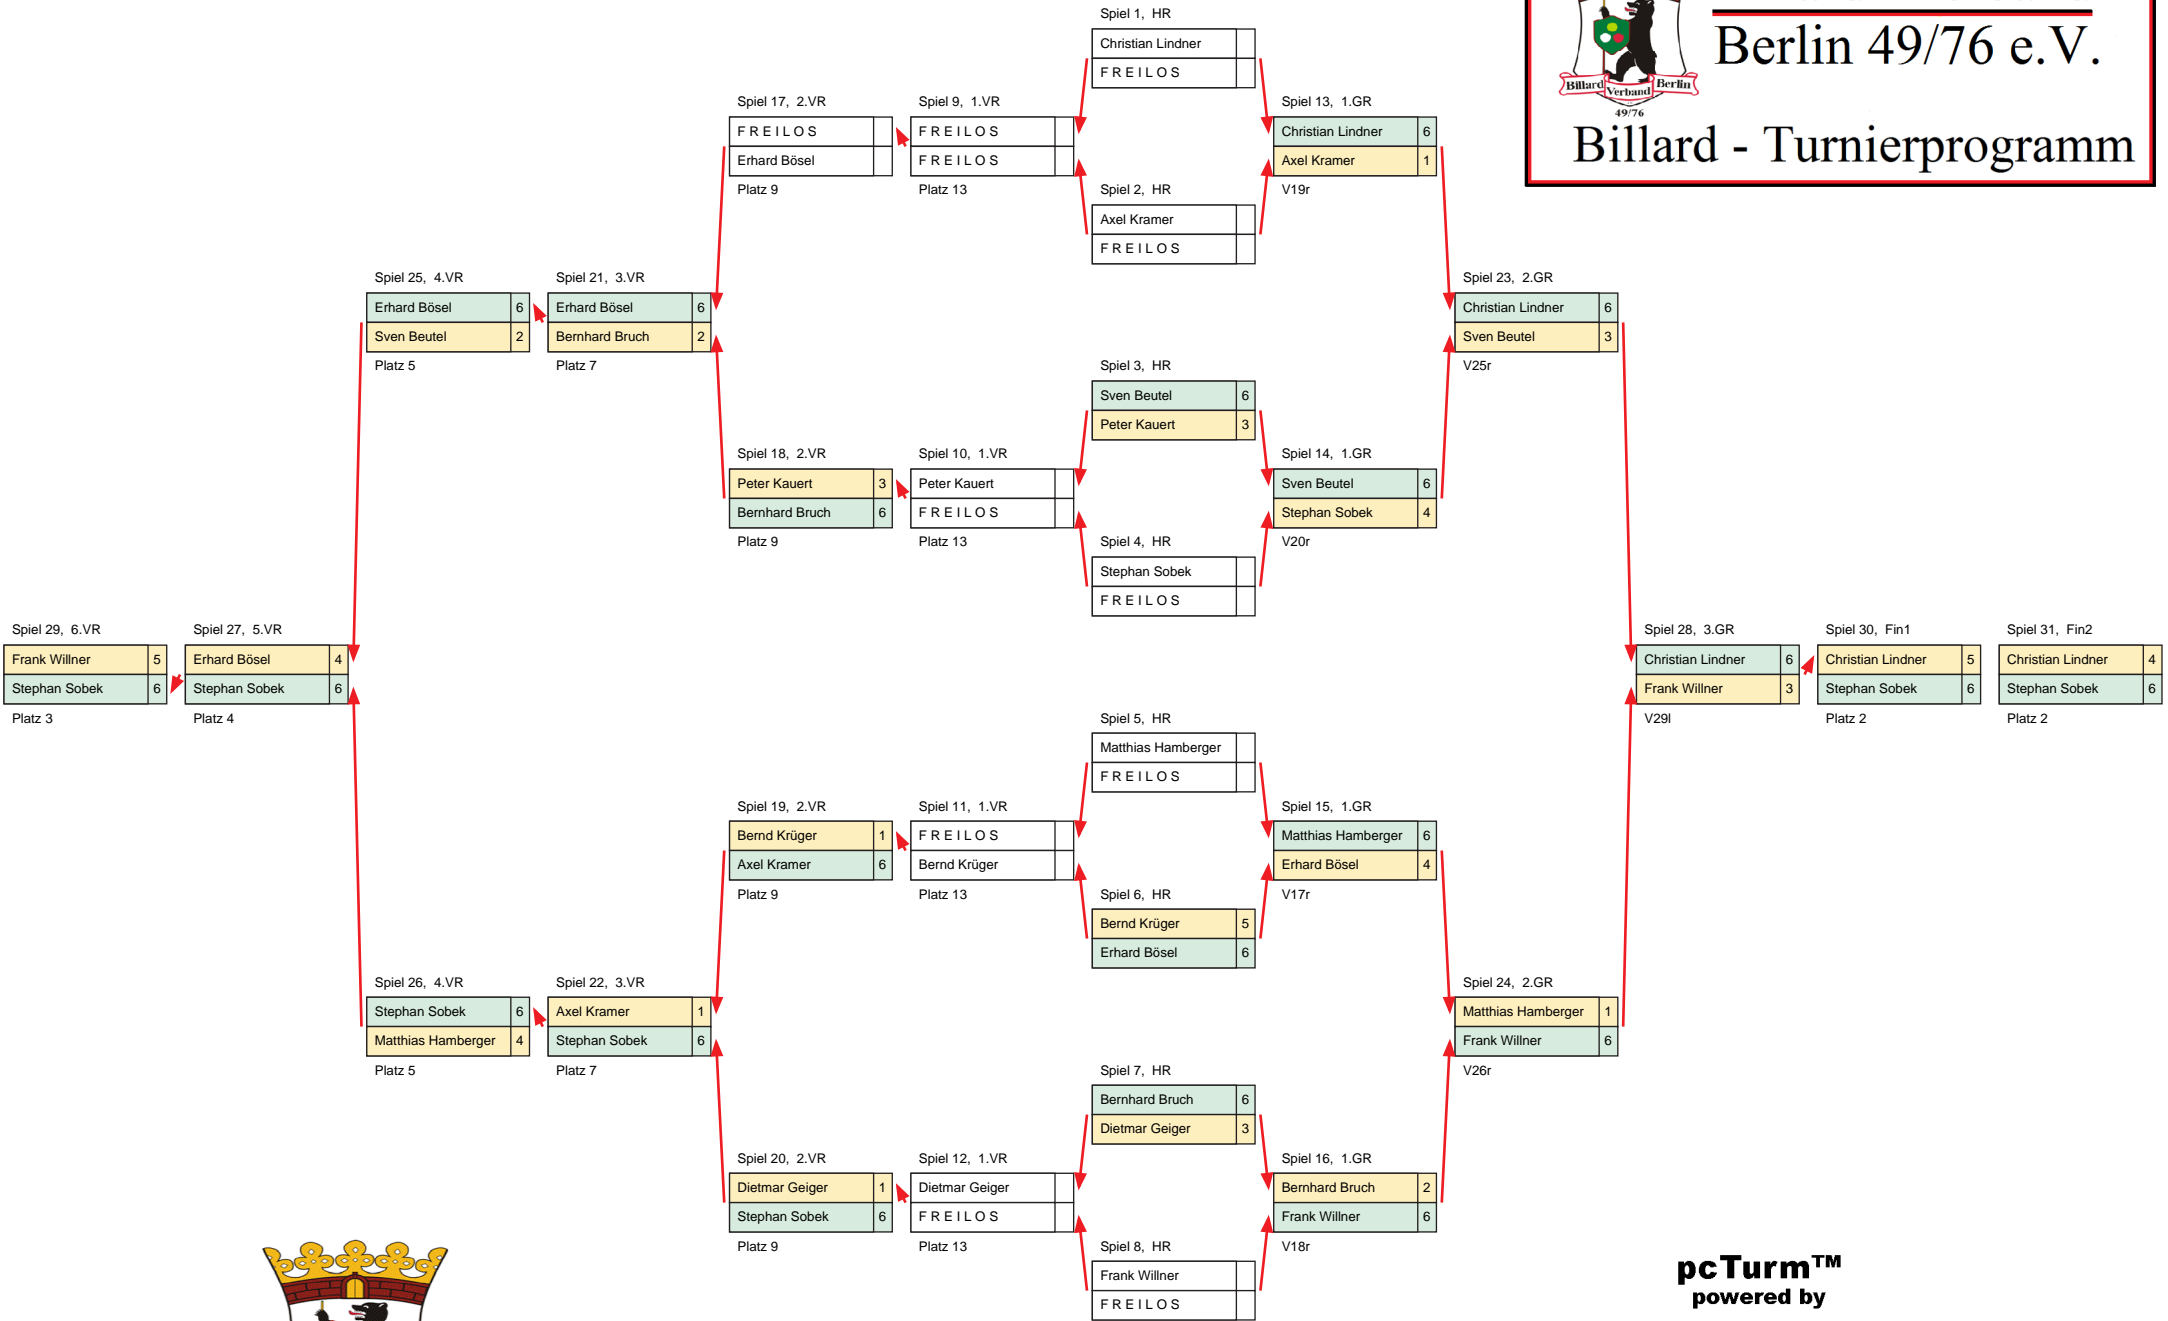 Spiel 1, HR
Christian Lindner
FREILOS
Berlin 49/76 e.V.
Billard Verband Berlin
49/76
Billard - Turnierprogramm
Spiel 17, 2.VR
FREILOS
Erhard Bösel
Platz 9
Spiel 9, 1.VR
FREILOS
FREILOS
Platz 13
Spiel 13, 1.GR
Christian Lindner 6
Axel Kramer 1
V19r
Spiel 2, HR
Axel Kramer
FREILOS
Spiel 25, 4.VR
Erhard Bösel 6
Sven Beutel 2
Platz 5
Spiel 21, 3.VR
Erhard Bösel 6
Bernhard Bruch 2
Platz 7
Spiel 23, 2.GR
Christian Lindner 6
Sven Beutel 3
V25r
Spiel 3, HR
Sven Beutel 6
Peter Kauert 3
Spiel 18, 2.VR
Peter Kauert 3
Bernhard Bruch 6
Platz 9
Spiel 10, 1.VR
Peter Kauert
FREILOS
Platz 13
Spiel 14, 1.GR
Sven Beutel 6
Stephan Sobek 4
V20r
Spiel 4, HR
Stephan Sobek
FREILOS
Spiel 29, 6.VR
Frank Willner 5
Stephan Sobek 6
Platz 3
Spiel 27, 5.VR
Erhard Bösel 4
Stephan Sobek 6
Platz 4
Spiel 28, 3.GR
Christian Lindner 6
Frank Willner 3
V29l
Spiel 30, Fin1
Christian Lindner 5
Stephan Sobek 6
Platz 2
Spiel 31, Fin2
Christian Lindner 4
Stephan Sobek 6
Platz 2
Spiel 5, HR
Matthias Hamberger
FREILOS
Spiel 19, 2.VR
Bernd Krüger 1
Axel Kramer 6
Platz 9
Spiel 11, 1.VR
FREILOS
Bernd Krüger
Platz 13
Spiel 15, 1.GR
Matthias Hamberger 6
Erhard Bösel 4
V17r
Spiel 6, HR
Bernd Krüger 5
Erhard Bösel 6
Spiel 26, 4.VR
Stephan Sobek 6
Matthias Hamberger 4
Platz 5
Spiel 22, 3.VR
Axel Kramer 1
Stephan Sobek 6
Platz 7
Spiel 24, 2.GR
Matthias Hamberger 1
Frank Willner 6
V26r
Spiel 7, HR
Bernhard Bruch 6
Dietmar Geiger 3
Spiel 20, 2.VR
Dietmar Geiger 1
Stephan Sobek 6
Platz 9
Spiel 12, 1.VR
Dietmar Geiger
FREILOS
Platz 13
Spiel 16, 1.GR
Bernhard Bruch 2
Frank Willner 6
V18r
Spiel 8, HR
Frank Willner
FREILOS
pcTurm™
powered by